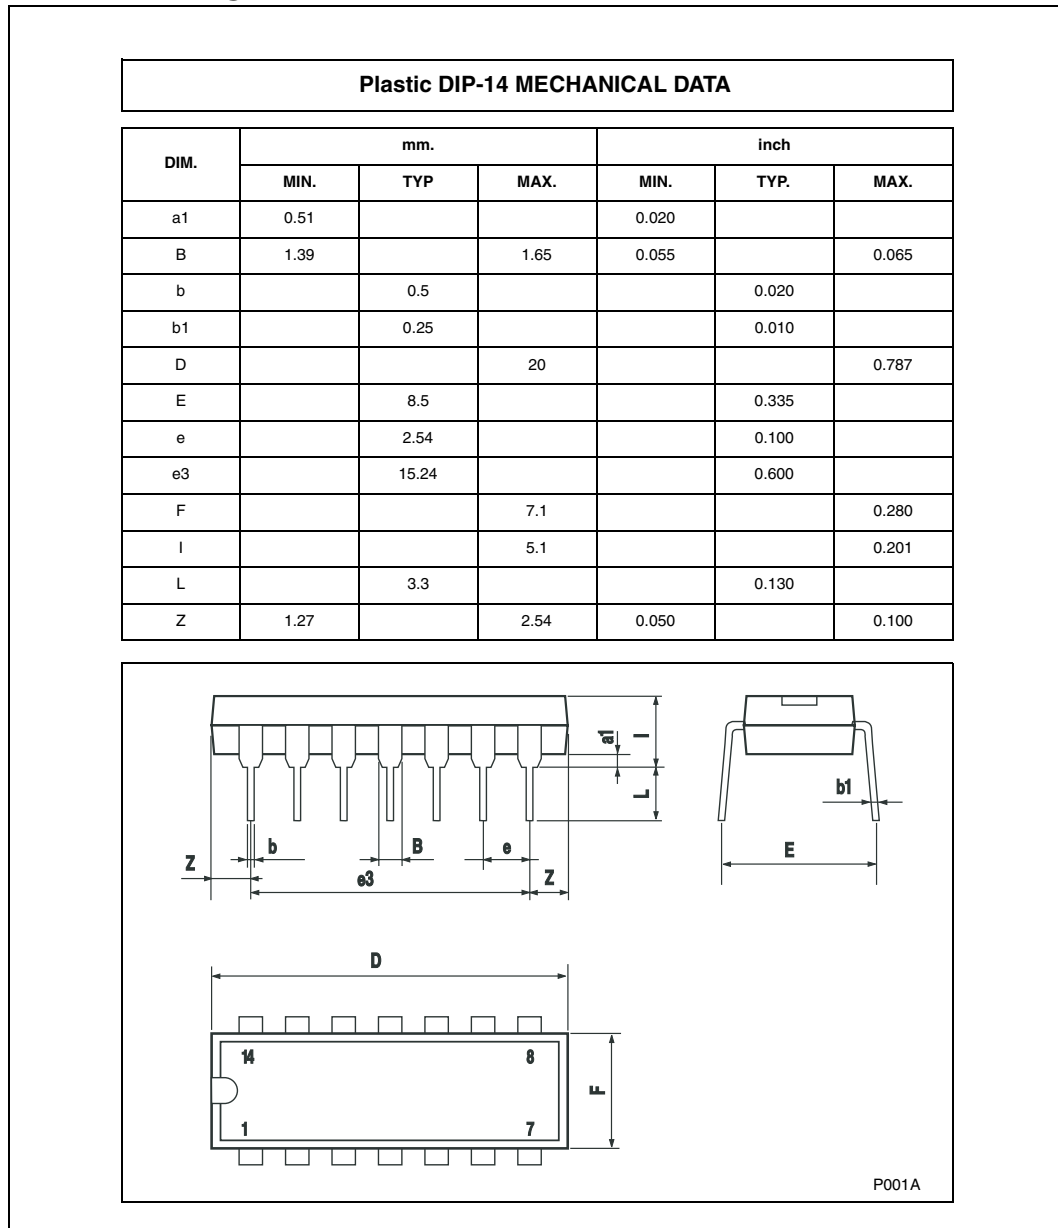 Plastic DIP-14 MECHANICAL DATA
DIM. mm. inch
MIN. TYP MAX. MIN. TYP. MAX.
a1 0.51 0.020
B 1.39 1.65 0.055 0.065
b 0.5 0.020
b1 0.25 0.010
D 20 0.787
E 8.5 0.335
e 2.54 0.100
e3 15.24 0.600
F 7.1 0.280
I 5.1 0.201
L 3.3 0.130
Z 1.27 2.54 0.050 0.100
a1 I
L b1
Z b B e E
e3 Z
D
14 8
F
1 7
P001A